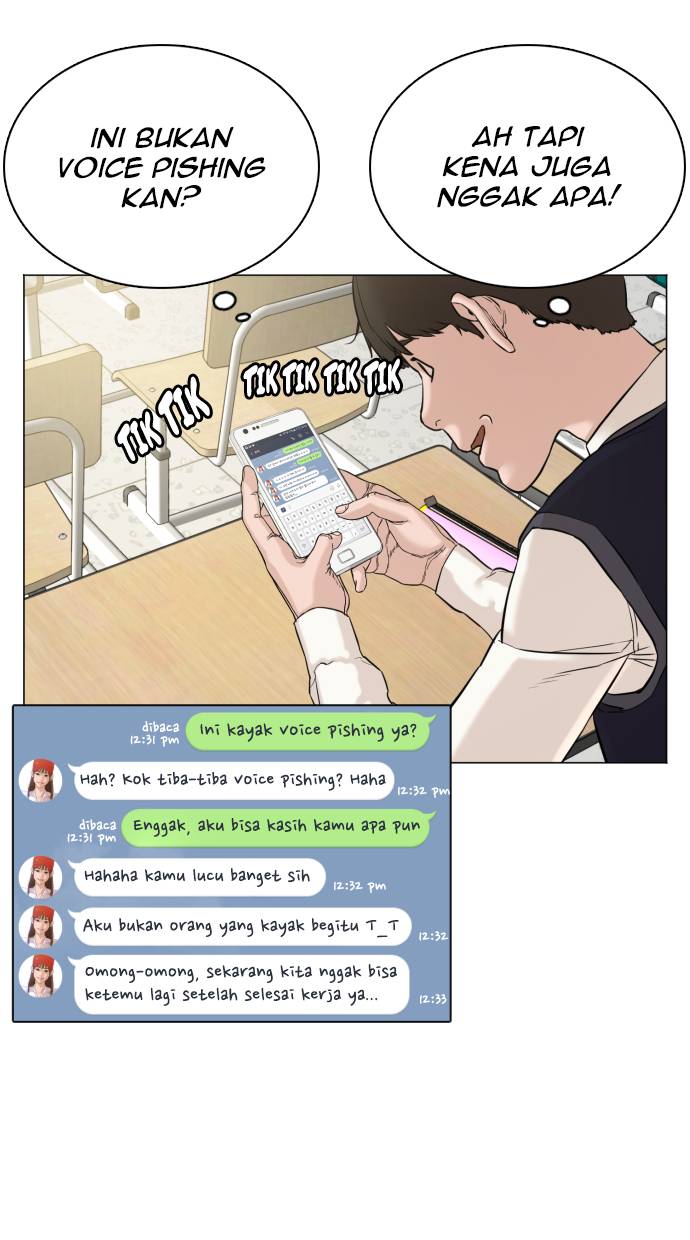 INI BUKAN
VOICE PISHING
KAN?
AH TAPI
KENA JUGA
NGGAK APA!
TIK TIK
TIK TIK TIK TIK
Ini kayak voice pishing ya?
dibaca
12:31 pm
Hah? Kok tiba-tiba voice pishing? Haha
12:32 pm
Enggak, aku bisa kasih kamu apa pun
dibaca
12:31 pm
Hahaha kamu lucu banget sih
12:32 pm
Aku bukan orang yang kayak begitu T_T
12:32
Omong-omong, sekarang kita nggak bisa
ketemu lagi setelah selesai kerja ya...
12:33